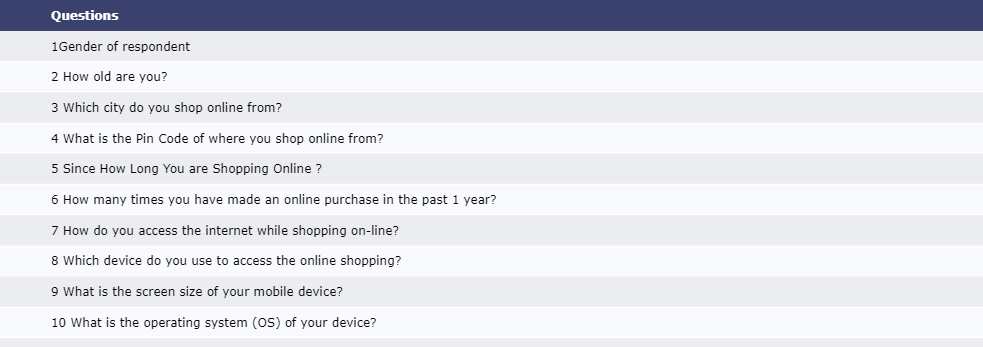 Questions
1Gender of respondent
2 How old are you?
3 Which city do you shop online from?
4 What is the Pin Code of where you shop online from?
5 Since How Long You are Shopping Online ?
6 How many times you have made an online purchase in the past 1 year?
7 How do you access the internet while shopping on-line?
8 Which device do you use to access the online shopping?
9 What is the screen size of your mobile device?
10 What is the operating system (OS) of your device?